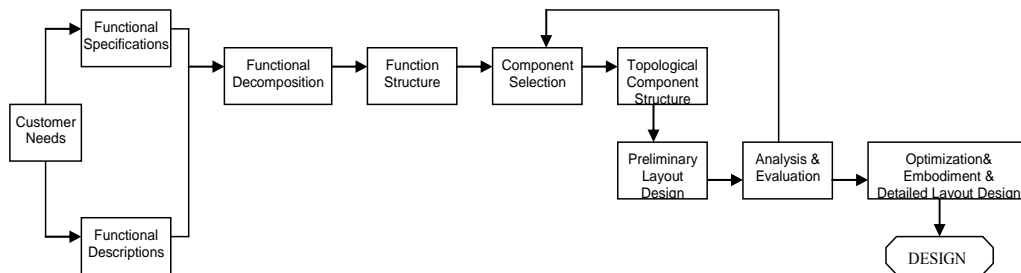 Functional
Specifications
Customer
Needs
Functional
Descriptions
Functional
Decomposition
Function
Structure
Component
Selection
Topological
Component
Structure
Preliminary
Layout
Design
Analysis &
Evaluation
Optimization&
Embodiment &
Detailed Layout Design
DESIGN